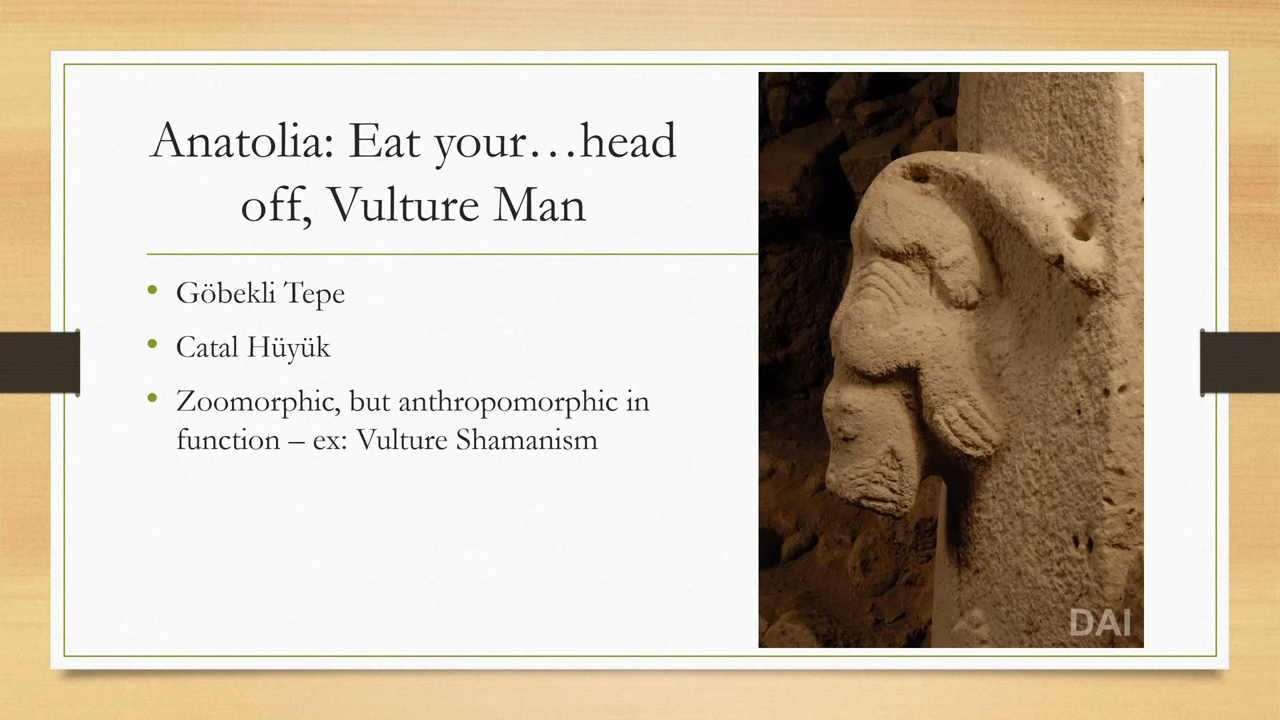 Anatolia: Eat your…head
off, Vulture Man
• Göbekli Tepe
• Catal Hüyük
• Zoomorphic, but anthropomorphic in
function – ex: Vulture Shamanism
DAI